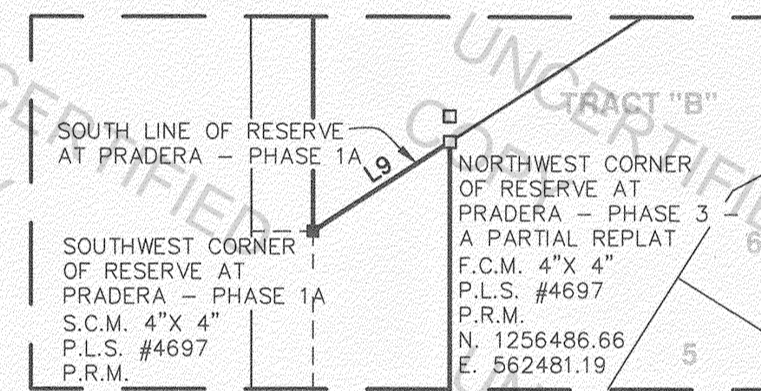 SOUTH LINE OF RESERVE
AT PRADERA – PHASE 1A
L9
TRACT "B"
NORTHWEST CORNER
OF RESERVE AT
PRADERA – PHASE 3 –
A PARTIAL REPLAT
F.C.M. 4"X 4"
P.L.S. #4697
P.R.M.
N. 1256486.66
E. 562481.19
SOUTHWEST CORNER
OF RESERVE AT
PRADERA – PHASE 1A
S.C.M. 4"X 4"
P.L.S. #4697
P.R.M.
6
5
UNCERTIFIED
COPY